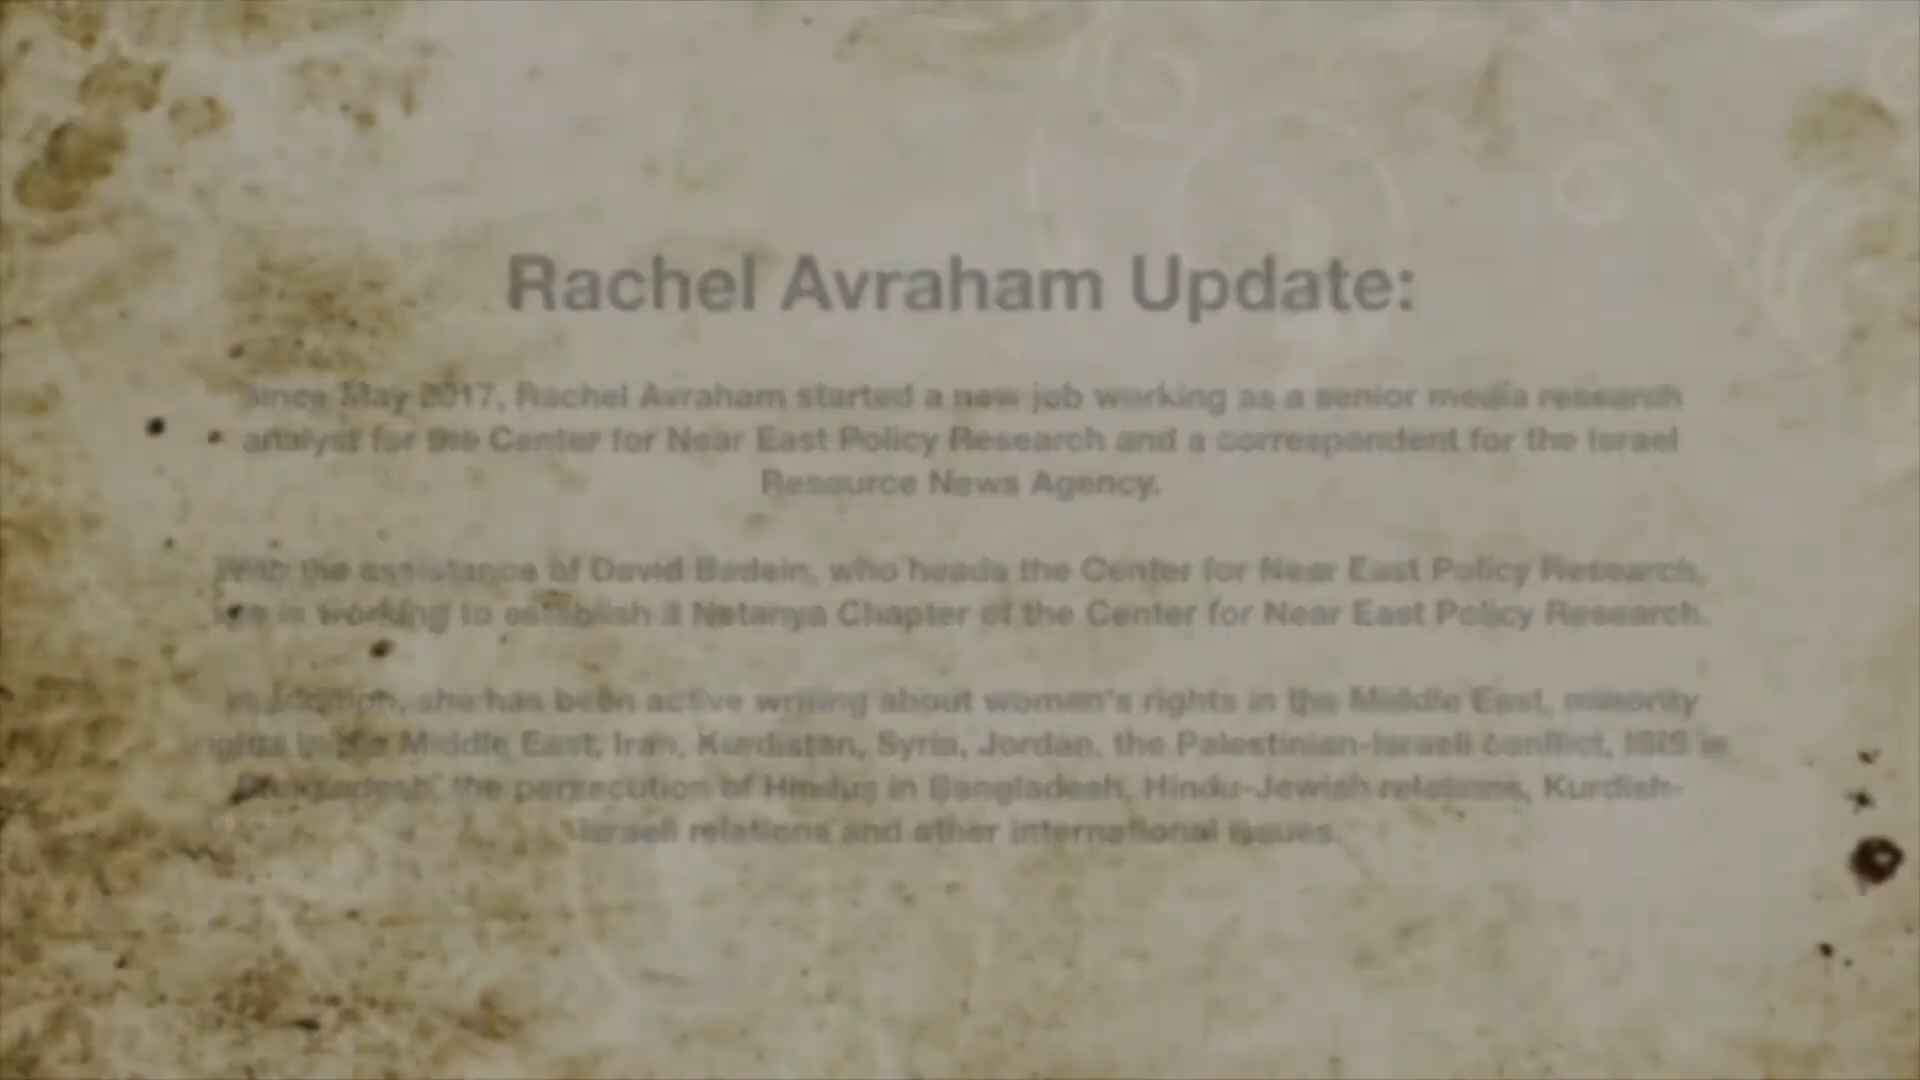 Rachel Avraham Update:
Since May 2017, Rachel Avraham started a new job working as a senior media research
analyst for the Center for Near East Policy Research and a correspondent for the Israel
Resource News Agency.
With the assistance of David Bedein, who heads the Center for Near East Policy Research,
she is working to establish a Netanya Chapter of the Center for Near East Policy Research.
In addition, she has been active writing about women's rights in the Middle East, minority
rights in the Middle East, Iran, Kurdistan, Syria, Jordan, the Palestinian-Israeli conflict, ISIS in
Bangladesh, the persecution of Hindus in Bangladesh, Hindu-Jewish relations, Kurdish-
Israeli relations and other international issues.